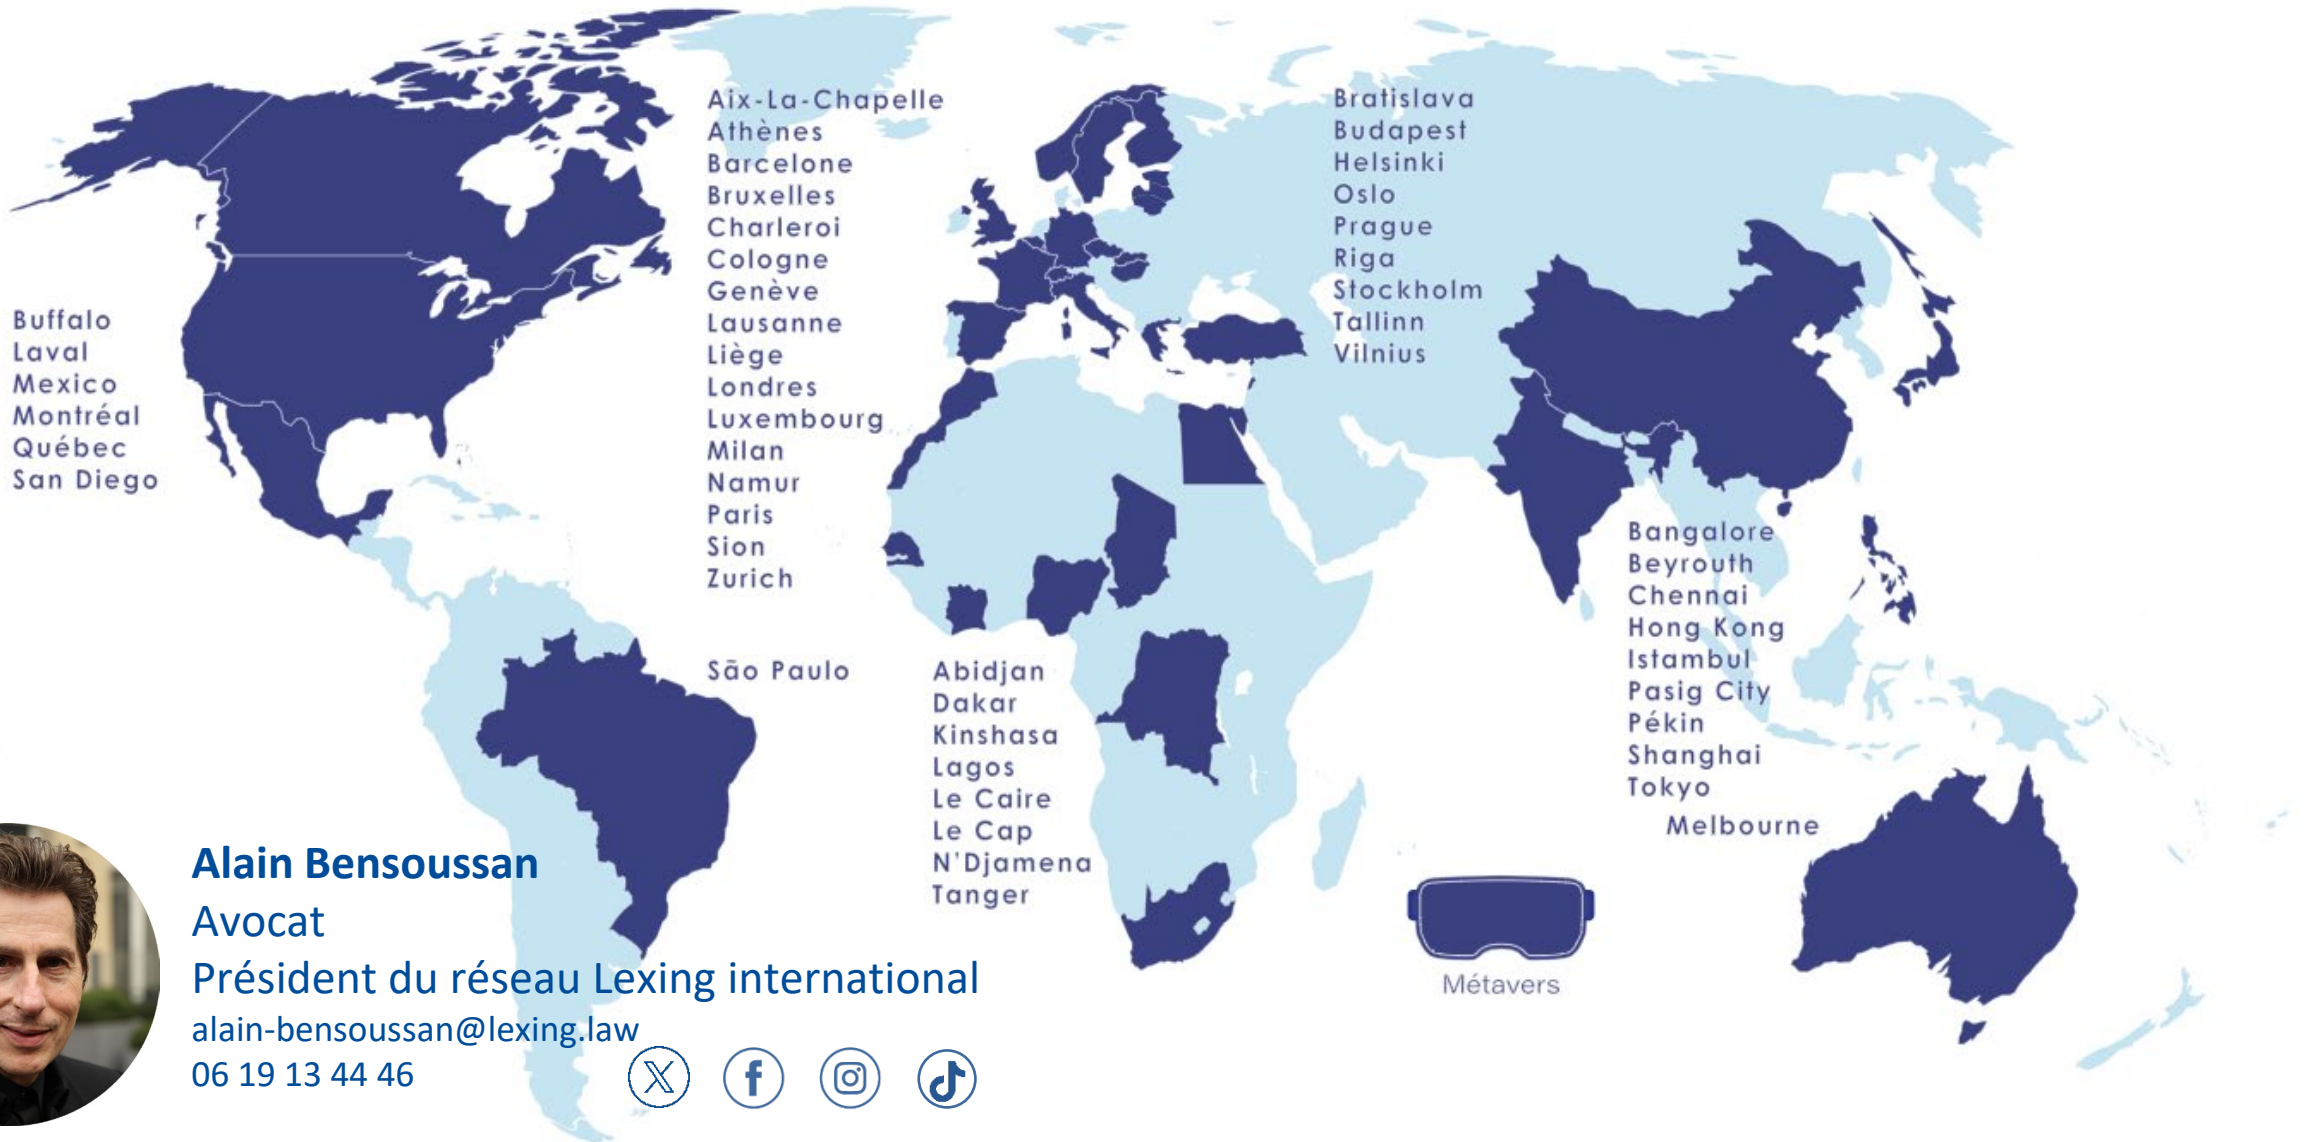 Buffalo
Laval
Mexico
Montréal
Québec
San Diego
Aix-La-Chapelle
Athènes
Barcelone
Bruxelles
Charleroi
Cologne
Genève
Lausanne
Liège
Londres
Luxembourg
Milan
Namur
Paris
Sion
Zurich
Bratislava
Budapest
Helsinki
Oslo
Prague
Riga
Stockholm
Tallinn
Vilnius
São Paulo
Abidjan
Dakar
Kinshasa
Lagos
Le Caire
Le Cap
N'Djamena
Tanger
Bangalore
Beyrouth
Chennai
Hong Kong
Istambul
Pasig City
Pékin
Shanghai
Tokyo
Melbourne
Métavers
Alain Bensoussan
Avocat
Président du réseau Lexing international
alain-bensoussan@lexing.law
06 19 13 44 46